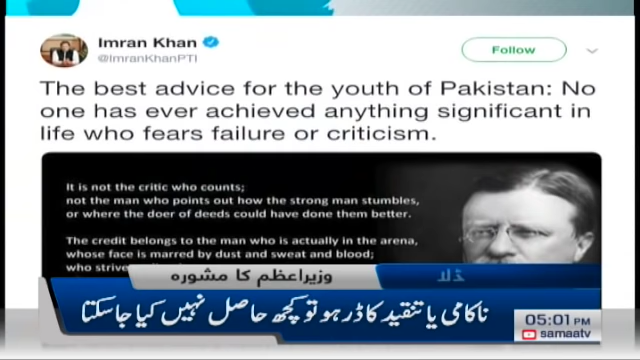 Imran Khan
@ImranKhanPTI
Follow
The best advice for the youth of Pakistan: No
one has ever achieved anything significant in
life who fears failure or criticism.
It is not the critic who counts;
not the man who points out how the strong man stumbles,
or where the doer of deeds could have done them better.
The credit belongs to the man who is actually in the arena,
whose face is marred by dust and sweat and blood;
who strive
وزیراعظم کا مشورہ
ناکامی یا تنقید کا ڈر ہو تو کچھ حاصل نہیں کیا جاسکتا
05:01 PM
samaatv